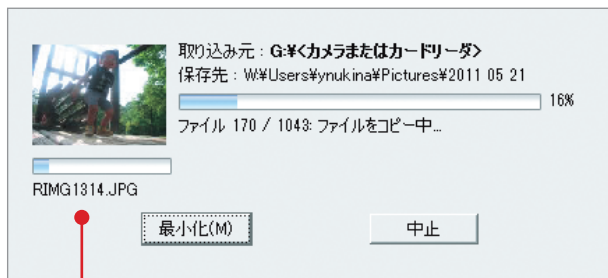 取り込み元：G:¥<カメラまたはカードリーダ>
保存先：W:¥Users¥ynukina¥Pictures¥2011 05 21
16%
ファイル 170 / 1043: ファイルをコピー中...
RIMG1314.JPG
最小化(M)
中止